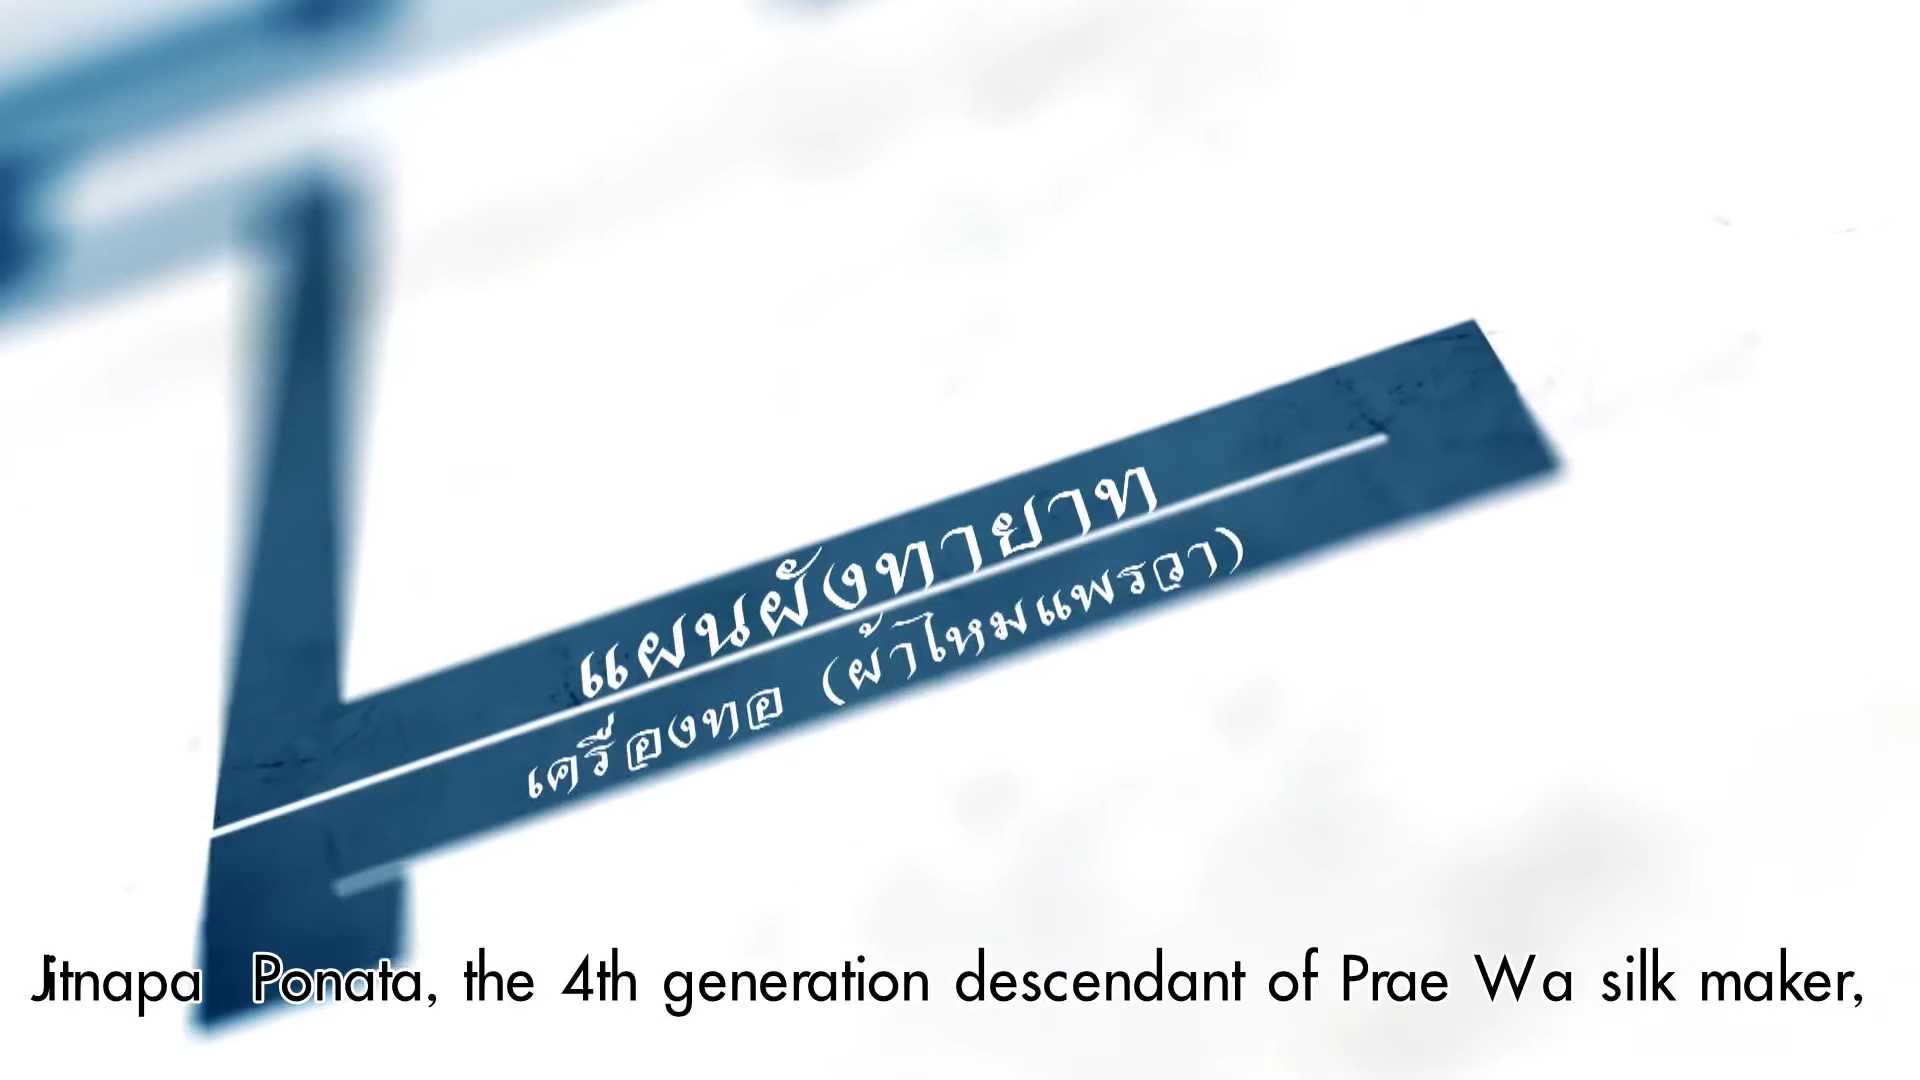 แผนผังทายาท
เครื่องทอ (ผ้าไหมแพรวา)
Jitnapa Ponata, the 4th generation descendant of Prae Wa silk maker,